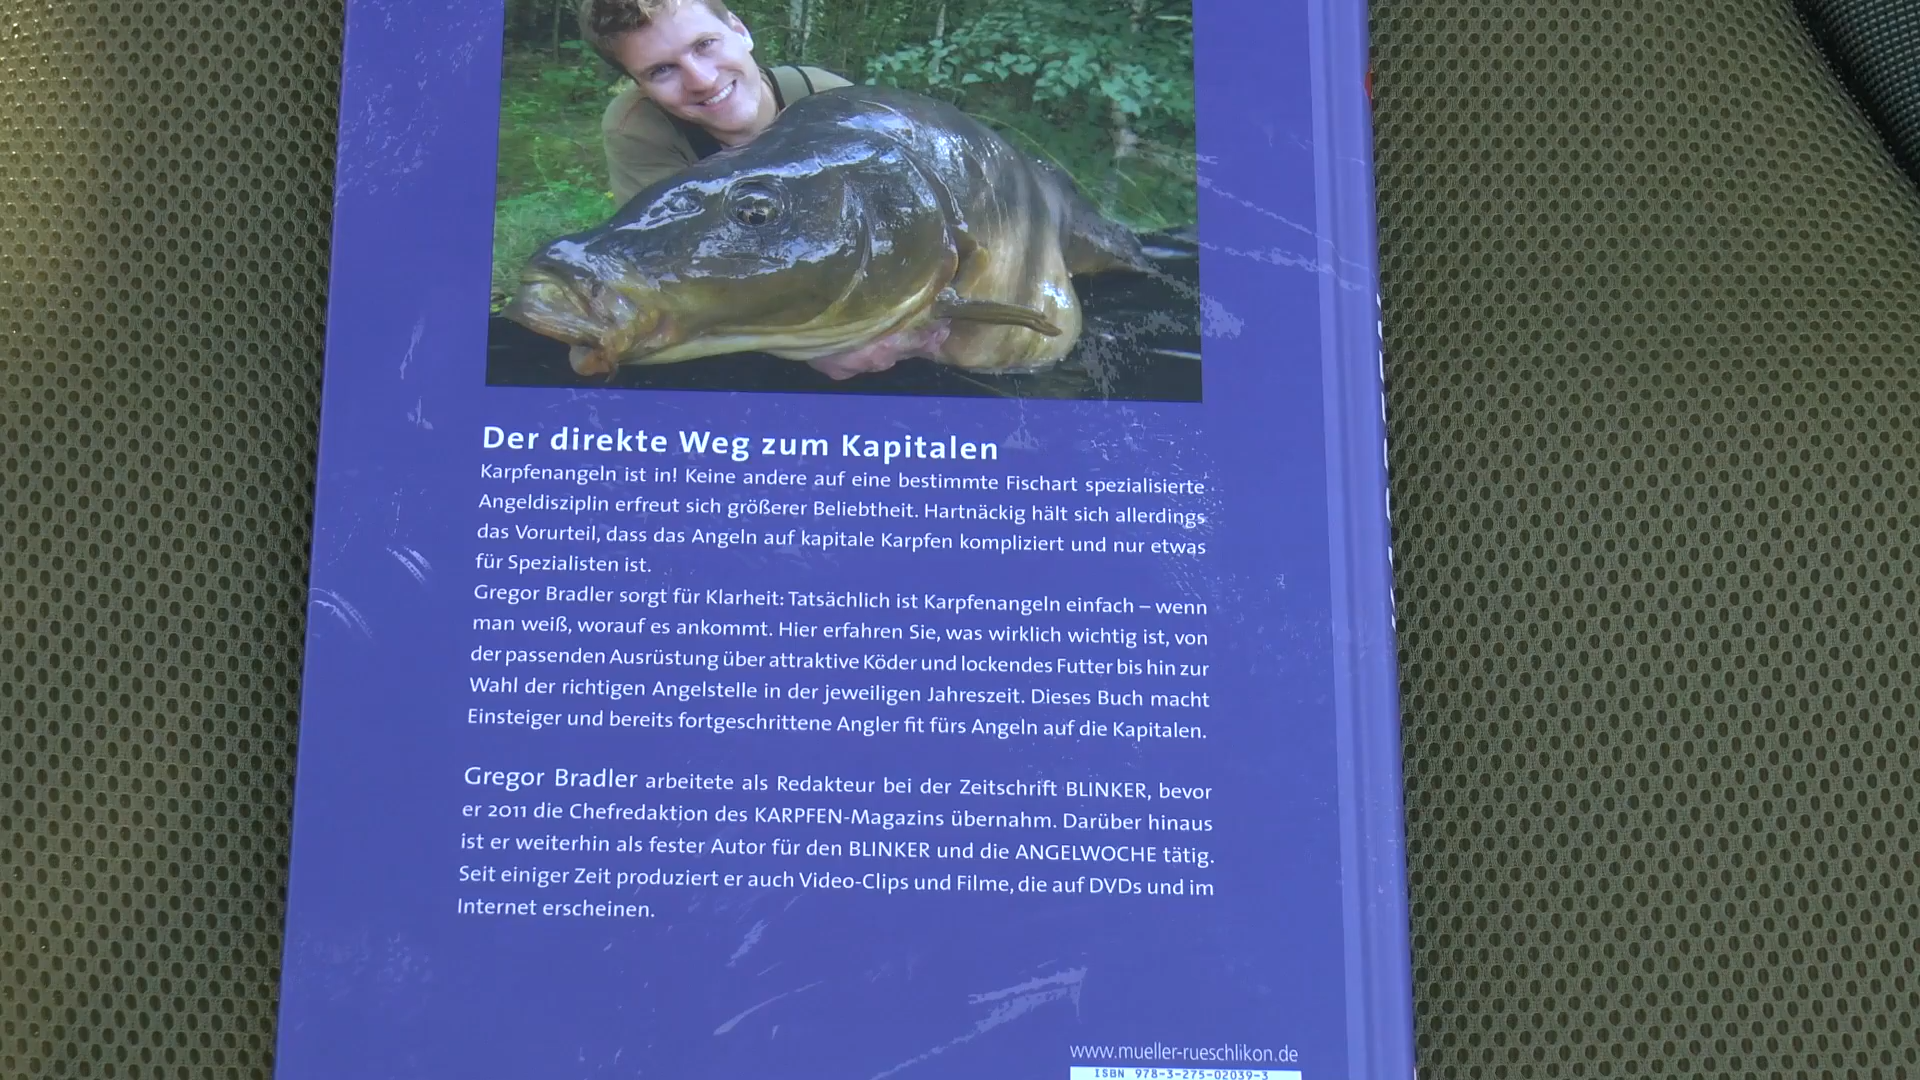 Der direkte Weg zum Kapitalen
Karpfenangeln ist in! Keine andere auf eine bestimmte Fischart spezialisierte
Angeldisziplin erfreut sich größerer Beliebtheit. Hartnäckig hält sich allerdings
das Vorurteil, dass das Angeln auf kapitale Karpfen kompliziert und nur etwas
für Spezialisten ist.
Gregor Bradler sorgt für Klarheit: Tatsächlich ist Karpfenangeln einfach – wenn
man weiß, worauf es ankommt. Hier erfahren Sie, was wirklich wichtig ist, von
der passenden Ausrüstung über attraktive Köder und lockendes Futter bis hin zur
Wahl der richtigen Angelstelle in der jeweiligen Jahreszeit. Dieses Buch macht
Einsteiger und bereits fortgeschrittene Angler fit fürs Angeln auf die Kapitalen.
Gregor Bradler arbeitete als Redakteur bei der Zeitschrift BLINKER, bevor
er 2011 die Chefredaktion des KARPFEN-Magazins übernahm. Darüber hinaus
ist er weiterhin als fester Autor für den BLINKER und die ANGELWOCHE tätig.
Seit einiger Zeit produziert er auch Video-Clips und Filme, die auf DVDs und im
Internet erscheinen.
www.mueller-rueschlikon.de
ISBN 978-3-275-02039-3